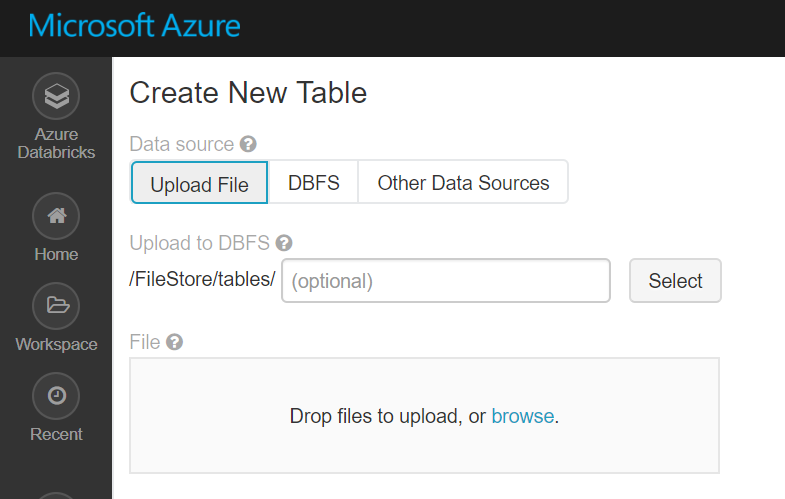 Microsoft Azure
Azure
Databricks
Home
Workspace
Recent
Create New Table
Data source ?
Upload File DBFS Other Data Sources
Upload to DBFS ?
/FileStore/tables/ (optional) Select
File ?
Drop files to upload, or browse.